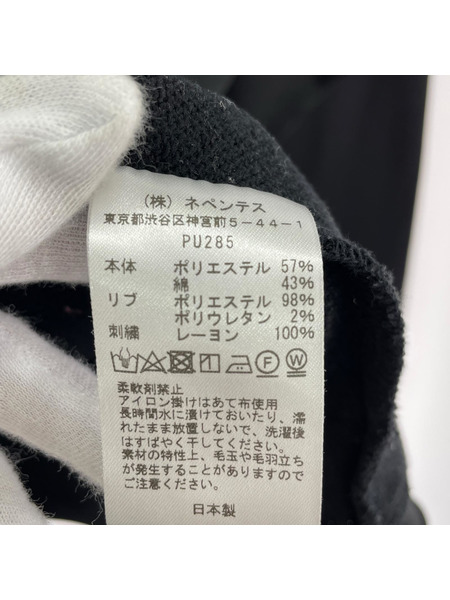 (株) ネペンテス
東京都渋谷区神宮前5-44-1
PU285
本体 ポリエステル 57%
綿 43%
リブ ポリエステル 98%
ポリウレタン 2%
刺繍 レーヨン 100%
F W
柔軟剤禁止
アイロン掛けはあて布使用
長時間水に漬けておいたり、濡
れたまま放置しないで、洗濯後
はすばやく干してください。
素材の特性上、毛玉や毛羽立ち
が発生することがありますので
ご注意ください。
日本製